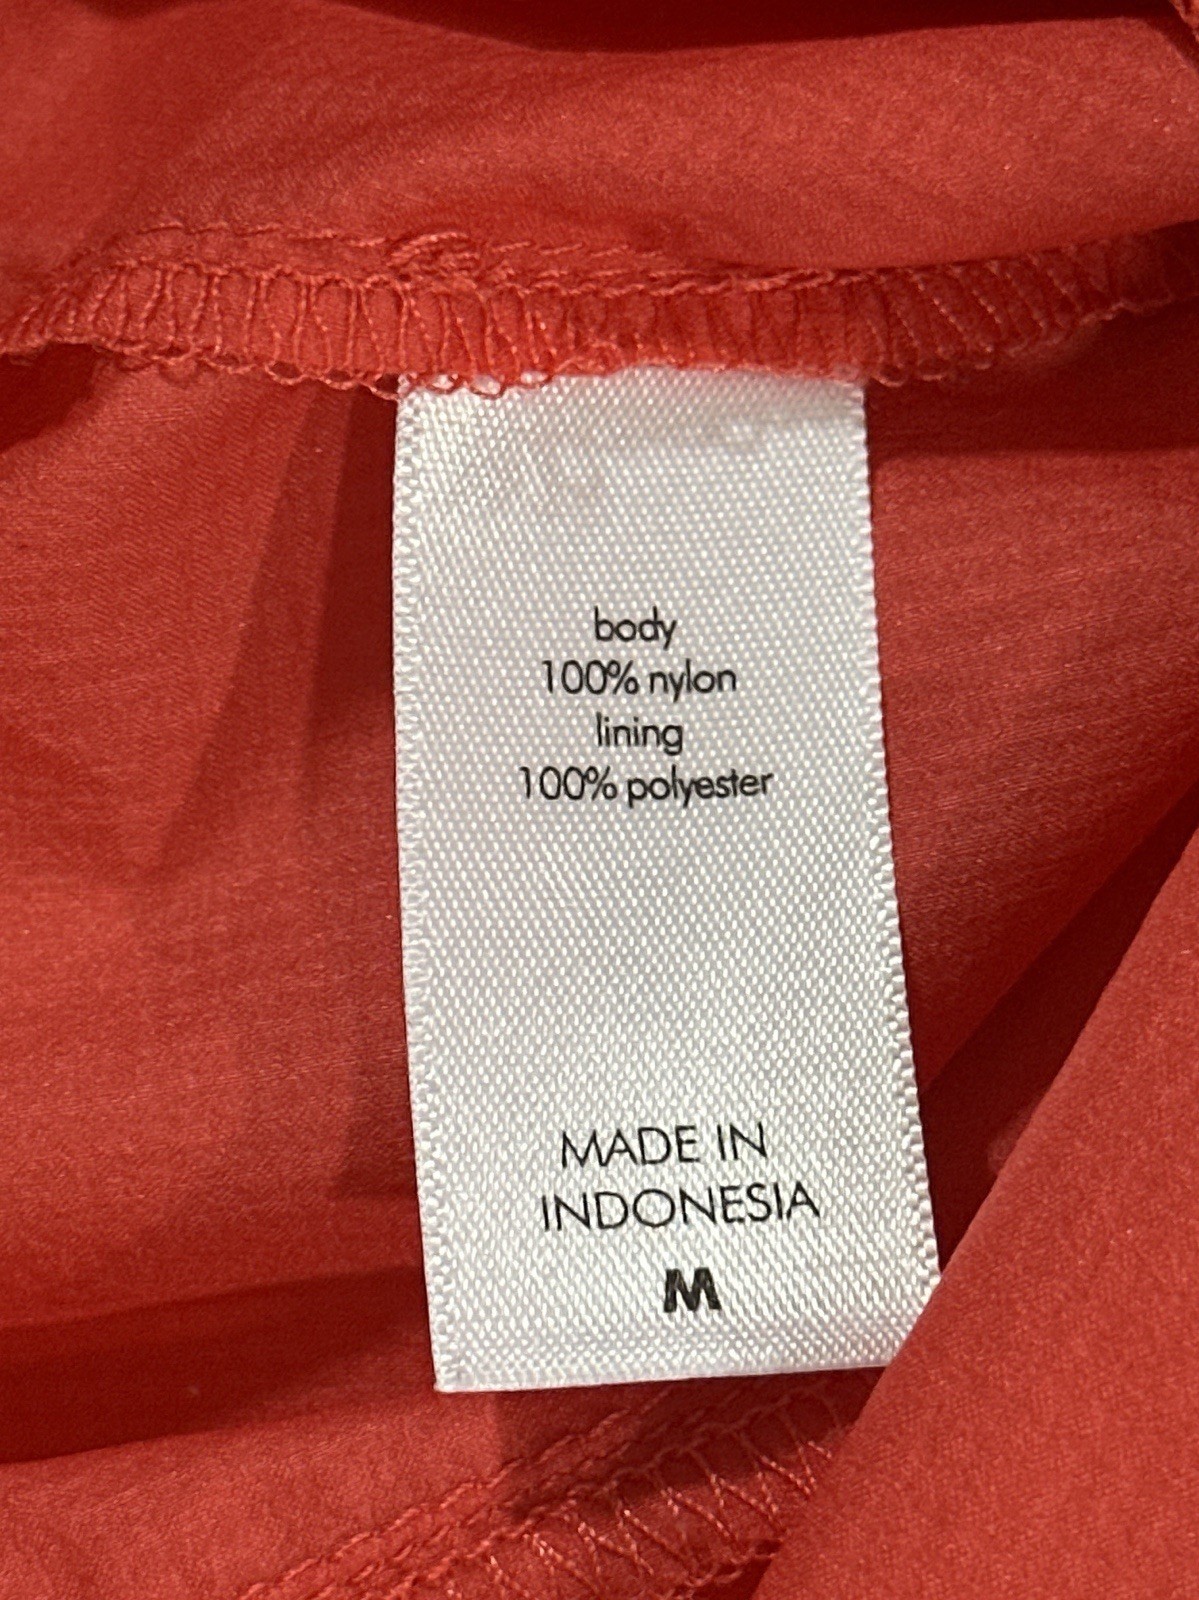 body
100% nylon
lining
100% polyester
MADE IN
INDONESIA
M